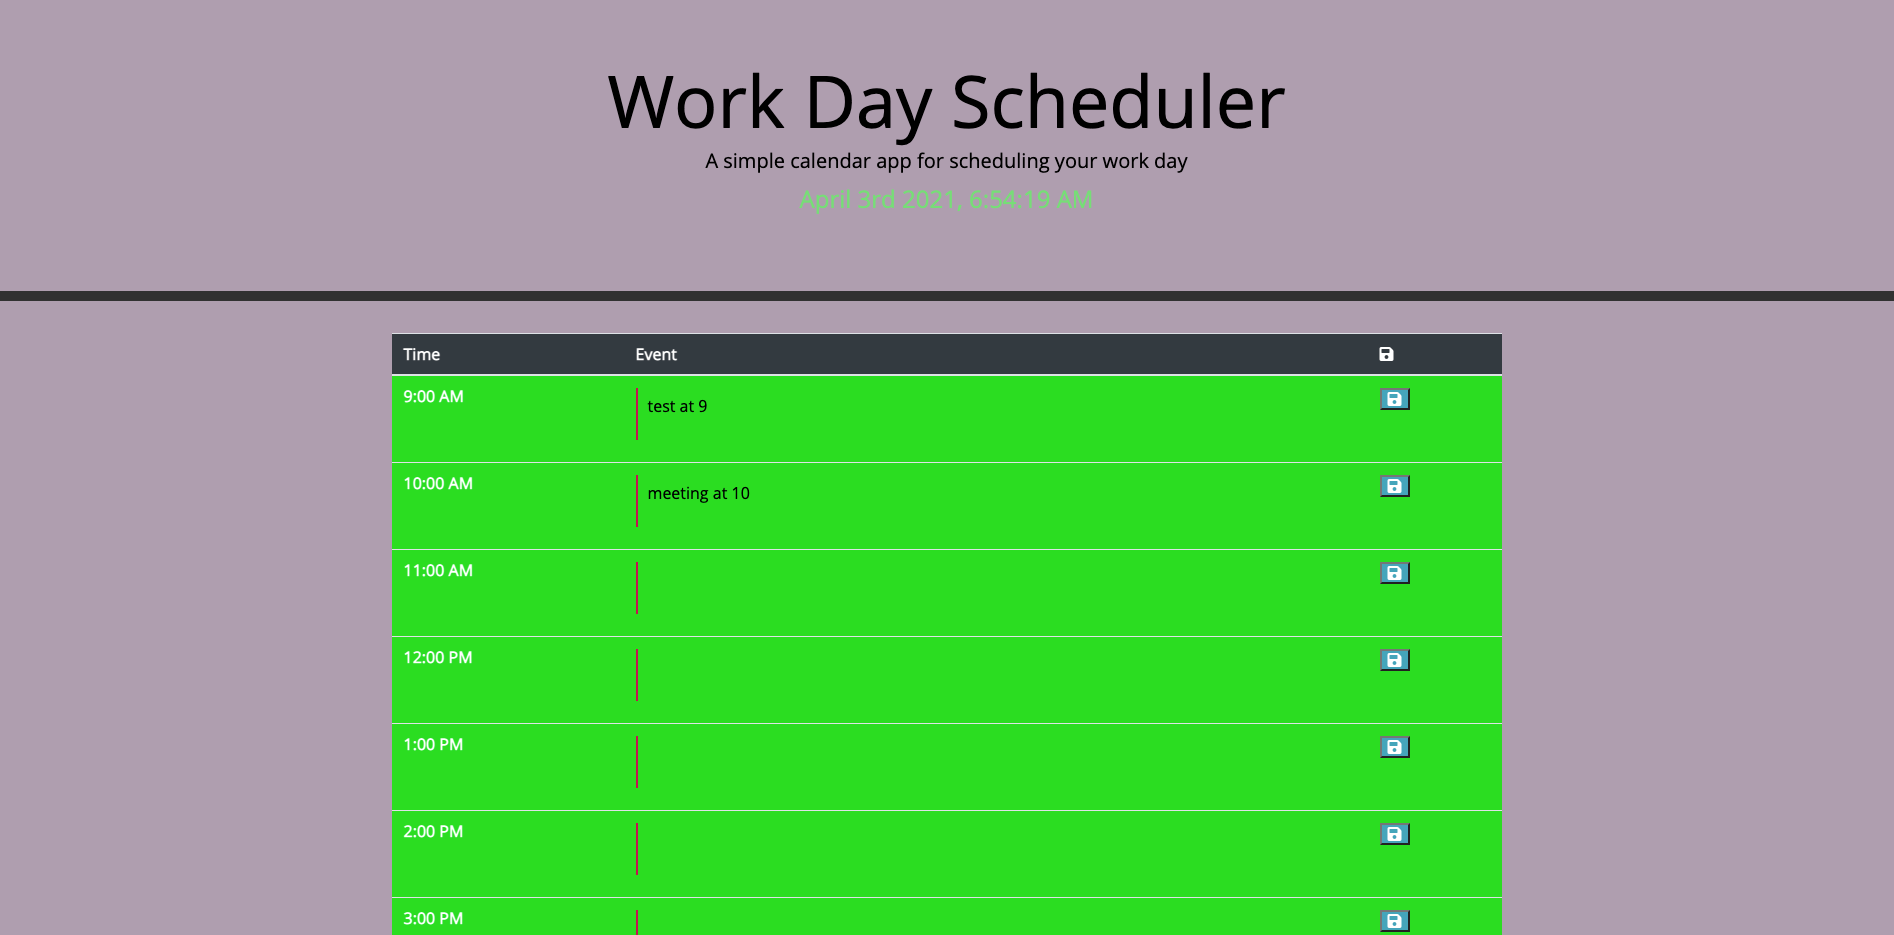 Work Day Scheduler
A simple calendar app for scheduling your work day
April 3rd 2021, 6:54:19 AM
Time Event
9:00 AM test at 9
10:00 AM meeting at 10
11:00 AM
12:00 PM
1:00 PM
2:00 PM
3:00 PM